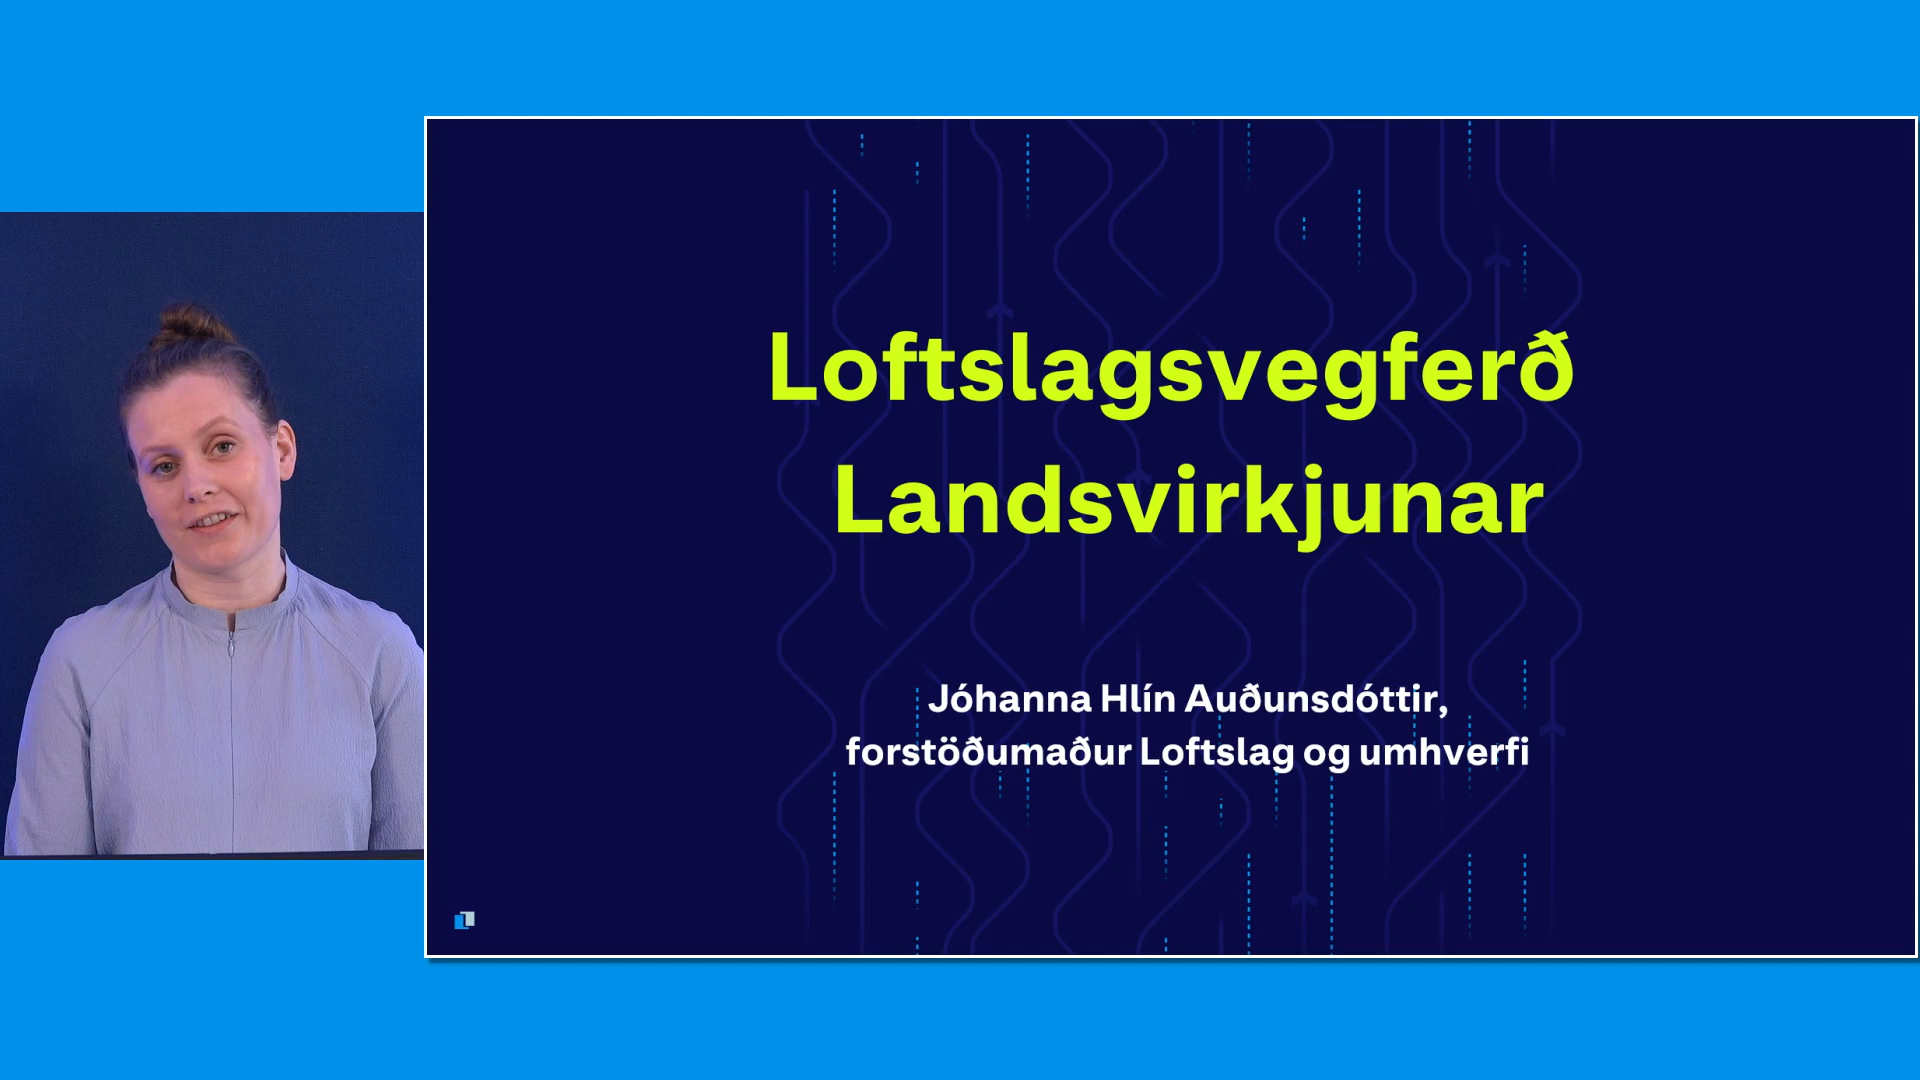 Loftslagsvegferð
Landsvirkjunar
Jóhanna Hlín Auðunsdóttir,
forstöðumaður Loftslag og umhverfi